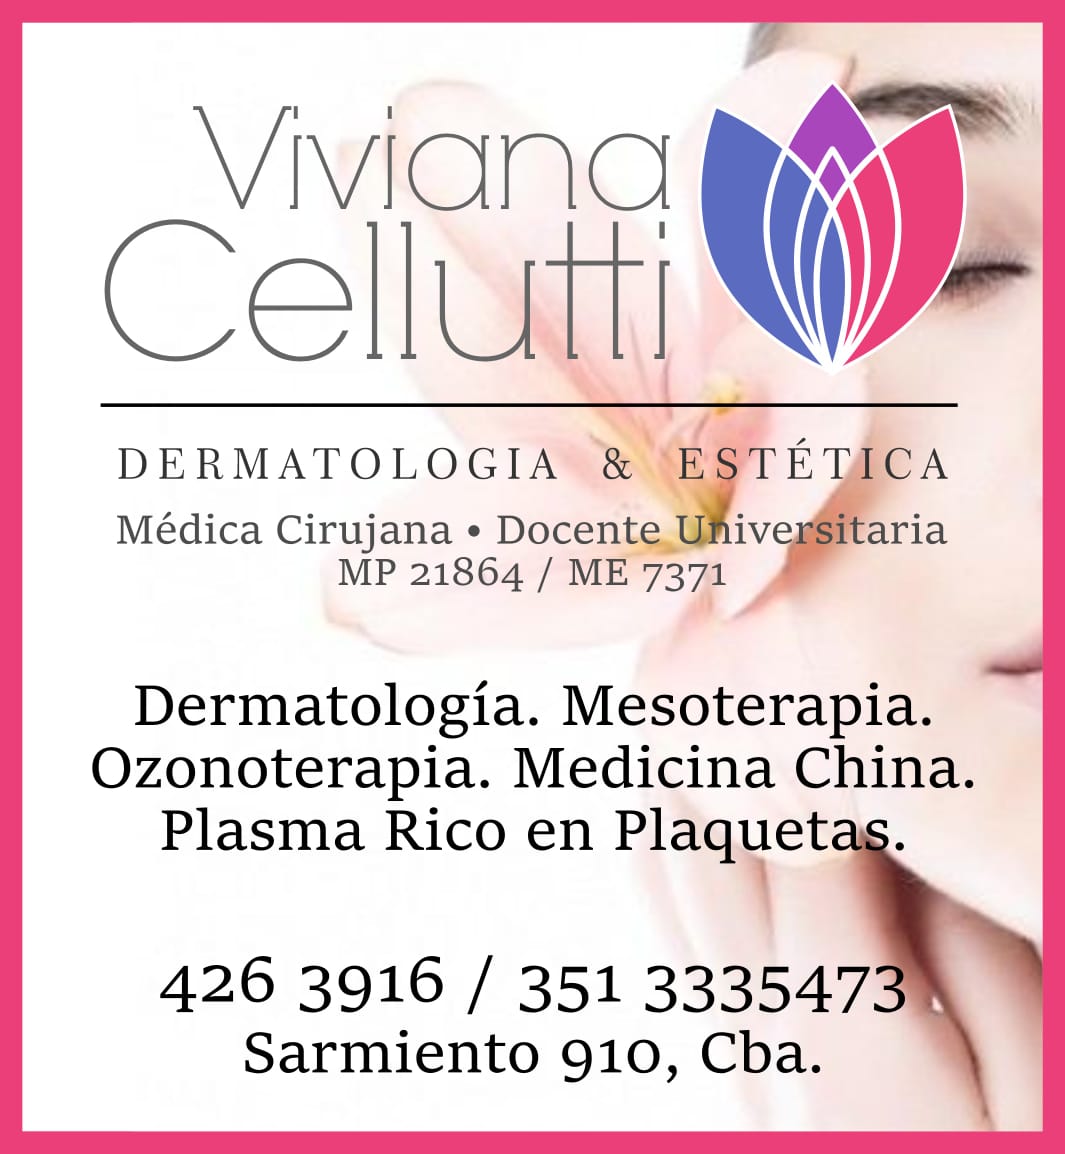 Viviana
Cellutti
DERMATOLOGIA & ESTÉTICA
Médica Cirujana • Docente Universitaria
MP 21864 / ME 7371
Dermatología. Mesoterapia.
Ozonoterapia. Medicina China.
Plasma Rico en Plaquetas.
426 3916 / 351 3335473
Sarmiento 910, Cba.